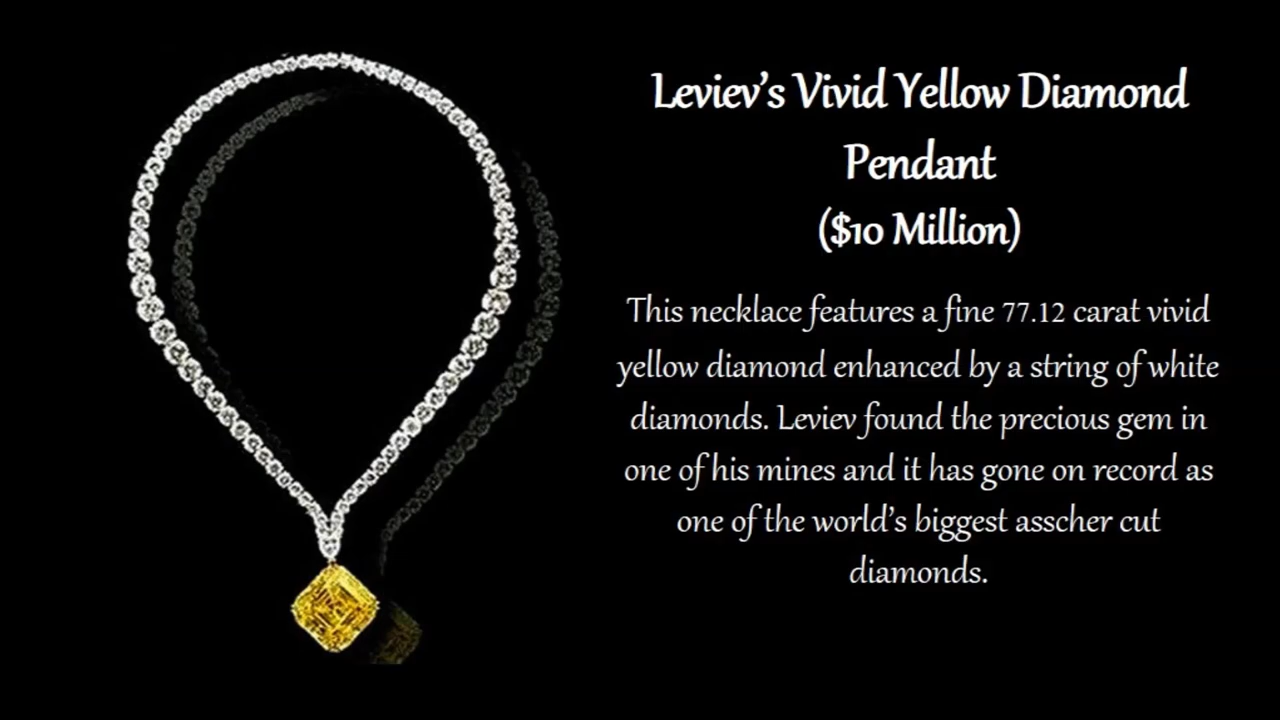 Leviev's Vivid Yellow Diamond
Pendant
($10 Million)
This necklace features a fine 77.12 carat vivid
yellow diamond enhanced by a string of white
diamonds. Leviev found the precious gem in
one of his mines and it has gone on record as
one of the world's biggest asscher cut
diamonds.